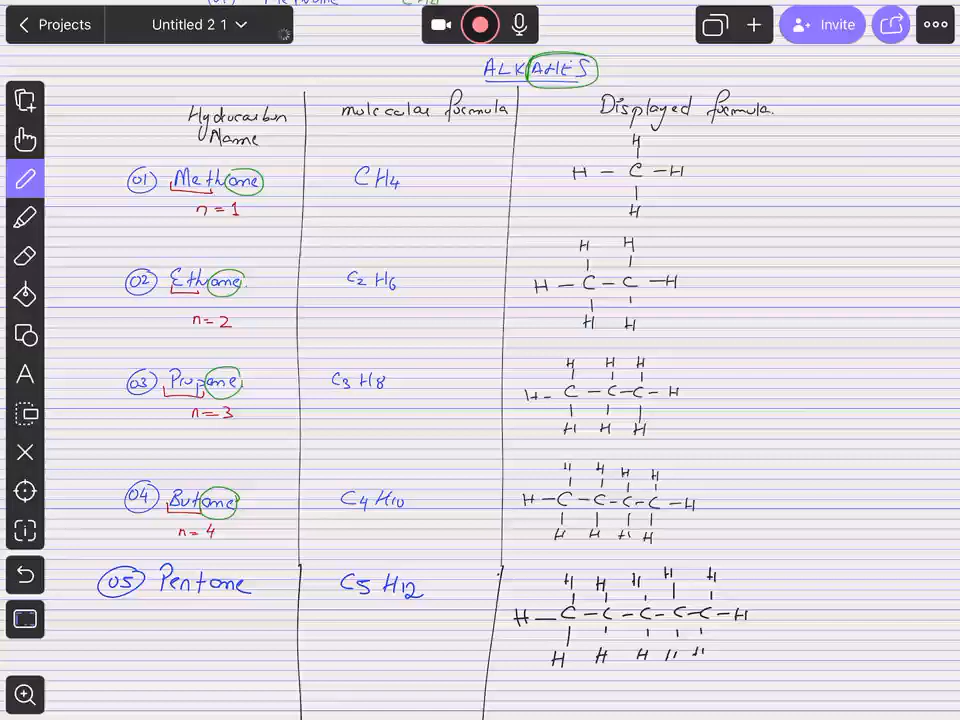 Projects
Untitled 2 1
Invite
ALKANES
Hydrocarbon Name
molecular formula
Displayed formula.
01) Methane
n = 1
CH4
H
H - C - H
H
02 Ethane.
n = 2
C2 H6
H H
H - C - C - H
H H
03) Propane
n = 3
C3 H8
H H H
H - C - C - C - H
H H H
04) Butane
n = 4
C4 H10
H H H H
H - C - C - C - C - H
H H H H
05 Pentane
C5 H12
H H H H H
H - C - C - C - C - C - H
H H H H H